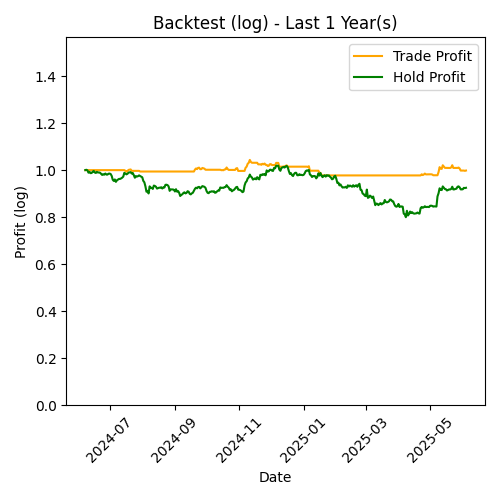 Backtest (log) - Last 1 Year(s)
Trade Profit
Hold Profit
Profit (log)
1.4
1.2
1.0
0.8
0.6
0.4
0.2
0.0
2024-07
2024-09
2024-11
2025-01
2025-03
2025-05
Date